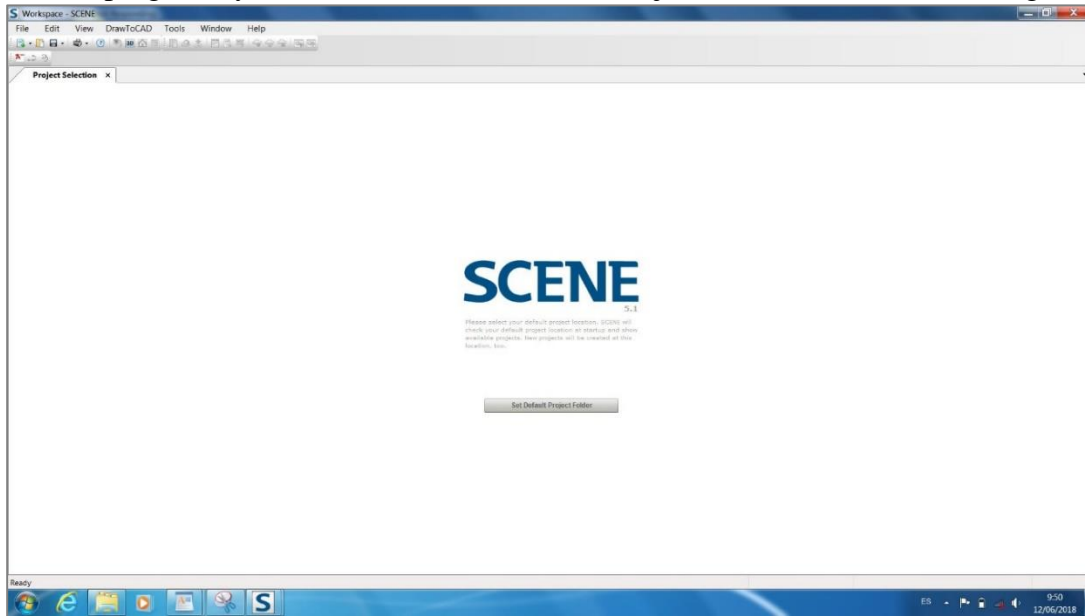 Workspace - SCENE
File Edit View DrawToCAD Tools Window Help
Project Selection ×
SCENE
5.1
Please select your default project location. SCENE will
check your default project location at startup and show
available projects. New projects will be created at this
location, too.
Set Default Project Folder
Ready
S
ES
9:50
12/06/2018